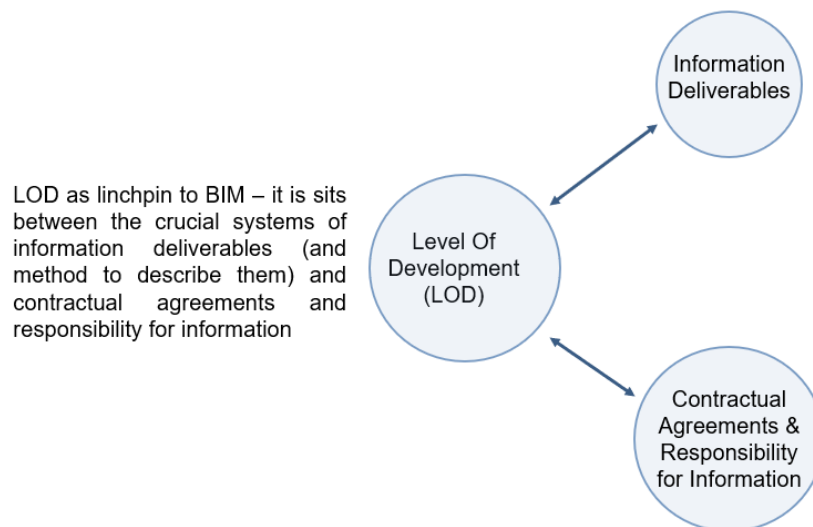 LOD as linchpin to BIM – it is sits
between the crucial systems of
information deliverables (and
method to describe them) and
contractual agreements and
responsibility for information
Level Of
Development
(LOD)
Information
Deliverables
Contractual
Agreements &
Responsibility
for Information